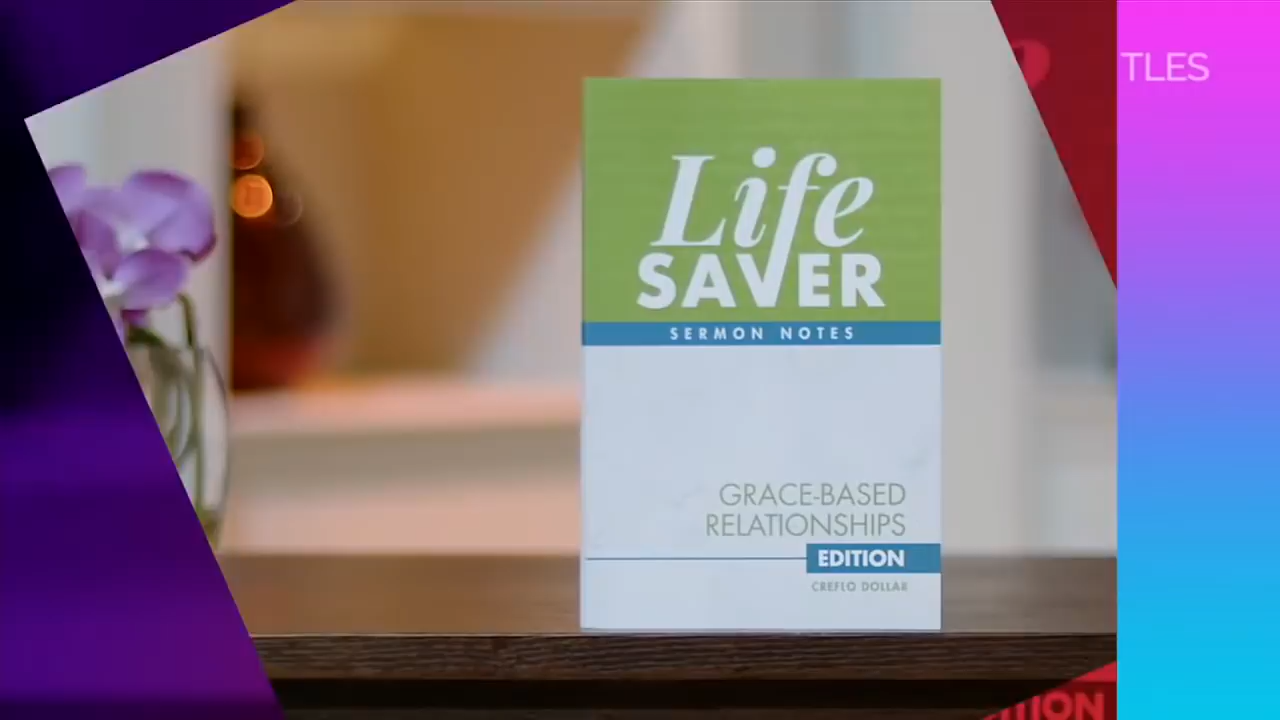 TLES
Life
SAVER
SERMON NOTES
GRACE-BASED
RELATIONSHIPS
EDITION
CREFLO DOLLAR